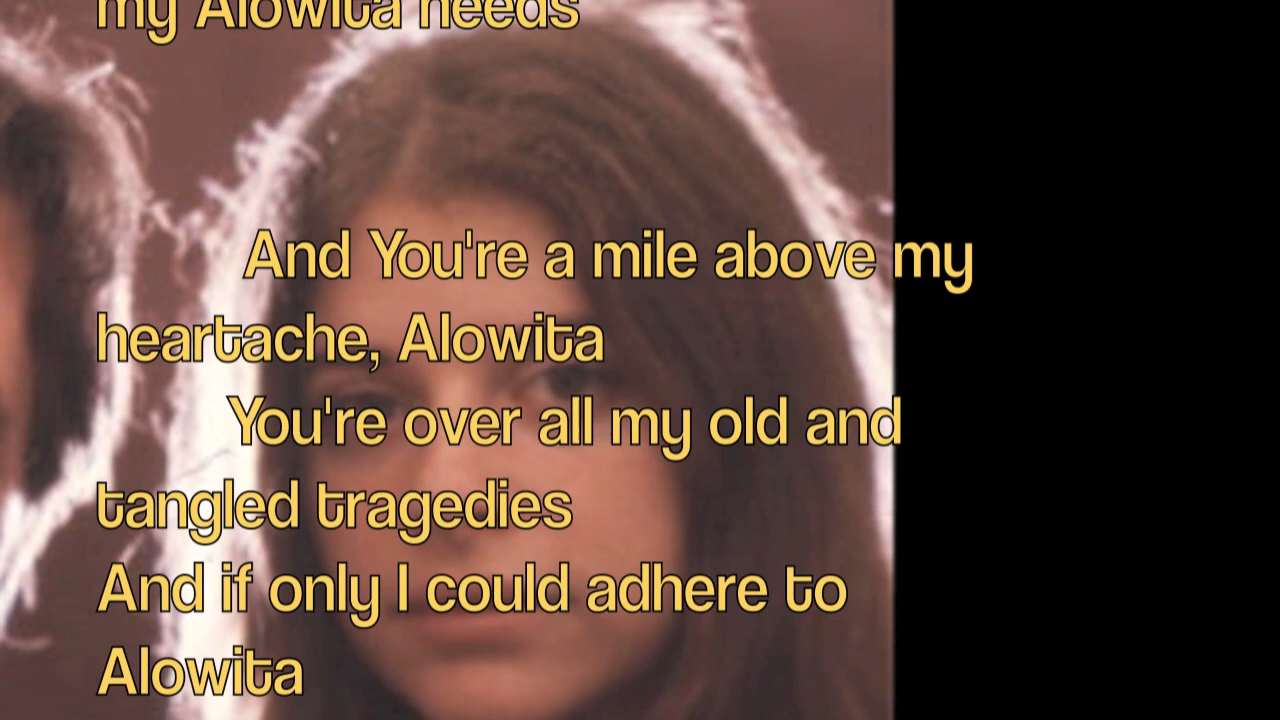 my Alowita needs
And You're a mile above my
heartache, Alowita
You're over all my old and
tangled tragedies
And if only I could adhere to
Alowita